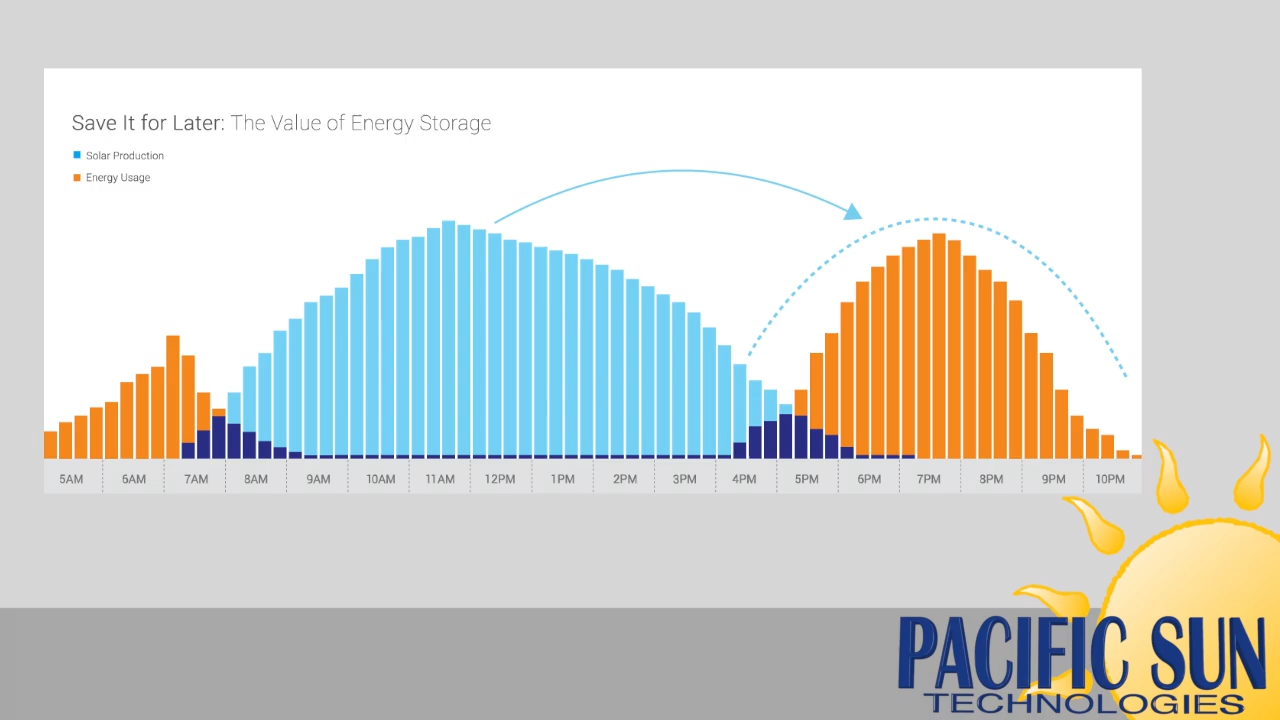 Save It for Later: The Value of Energy Storage
Solar Production
Energy Usage
5AM 6AM 7AM 8AM 9AM 10AM 11AM 12PM 1PM 2PM 3PM 4PM 5PM 6PM 7PM 8PM 9PM 10PM
PACIFIC SUN
TECHNOLOGIES